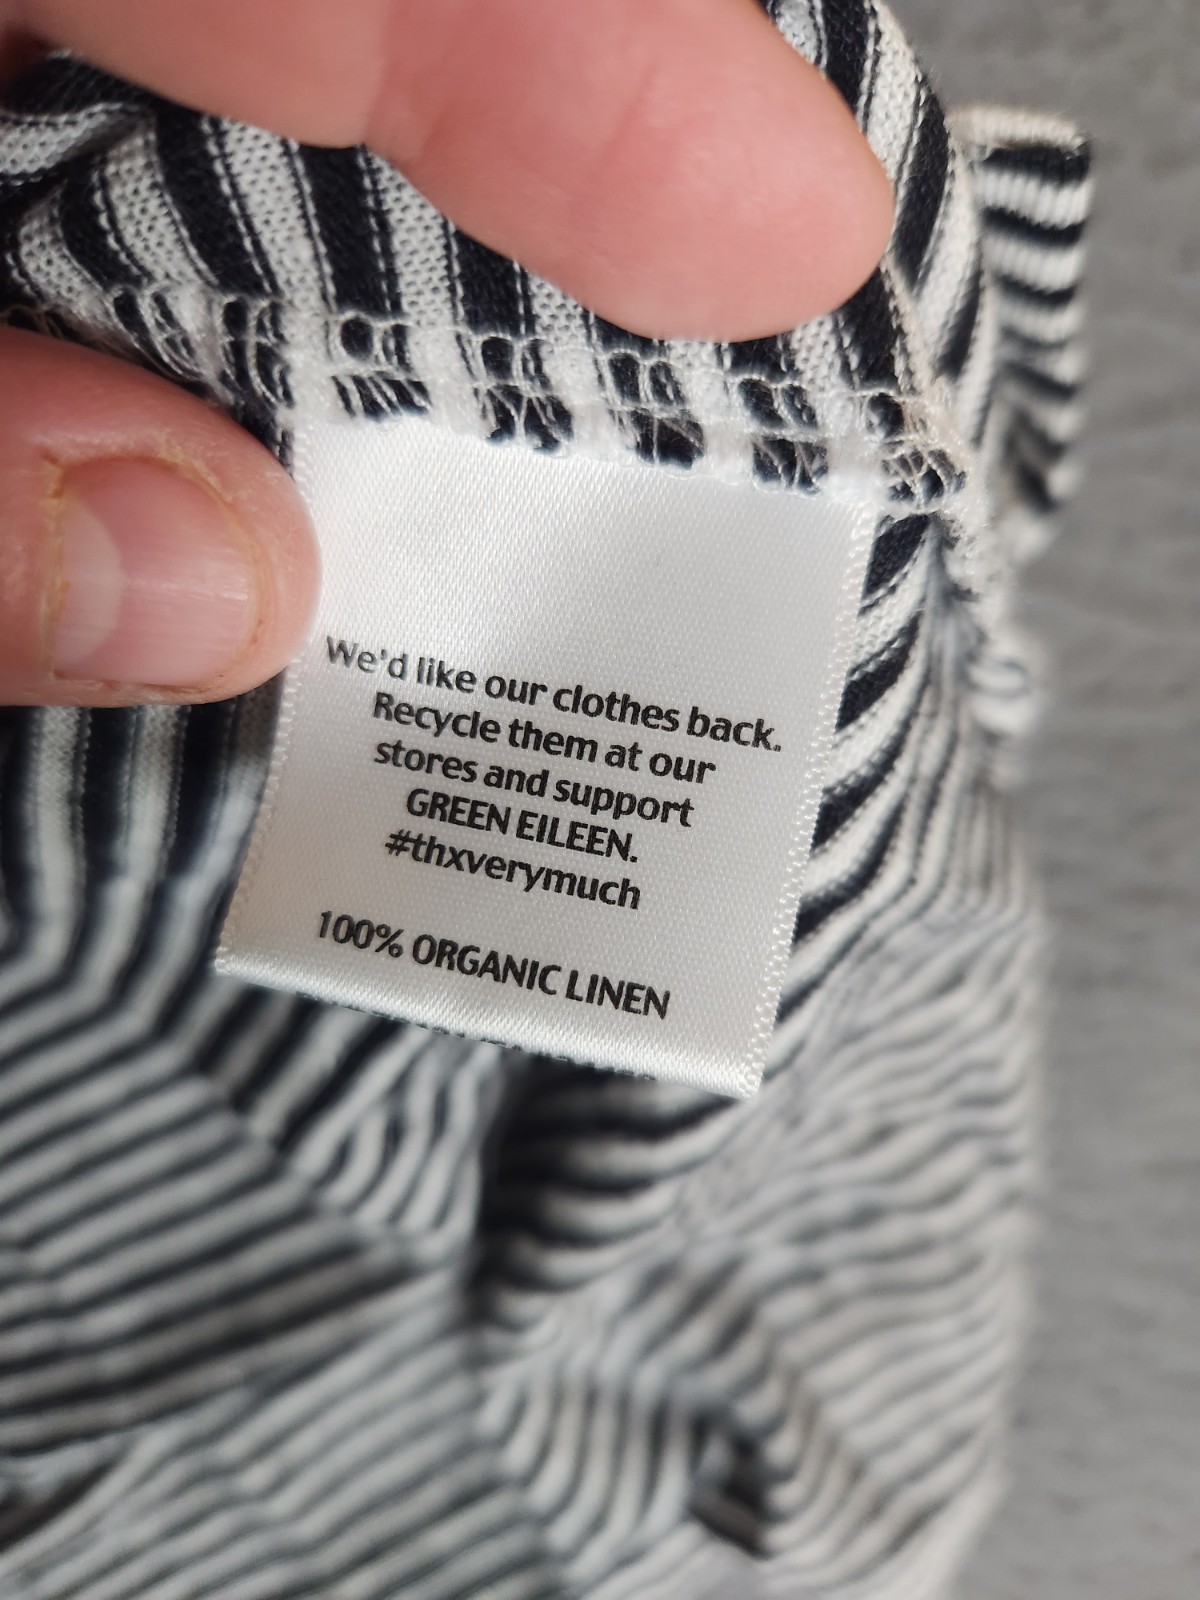 We'd like our clothes back.
Recycle them at our
stores and support
GREEN EILEEN.
#thxverymuch
100% ORGANIC LINEN